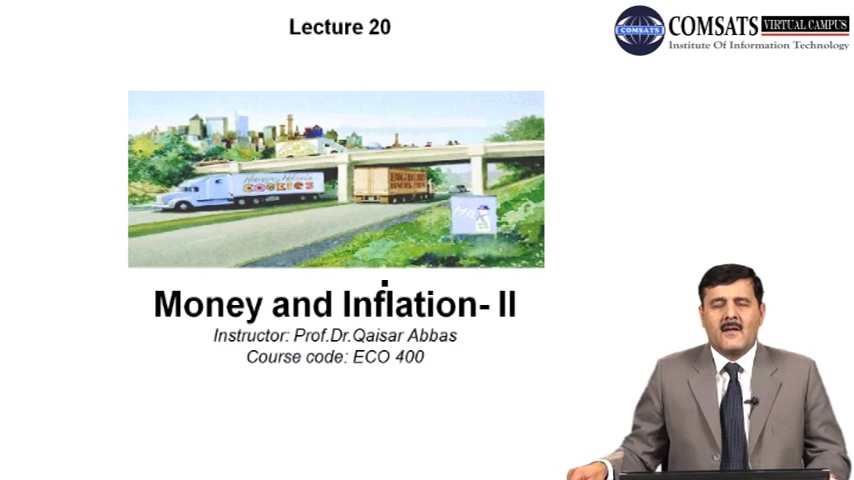 Lecture 20
COMSATS VIRTUAL CAMPUS
COMSATS
Institute Of Information Technology
COOKIES
Money and Inflation- II
Instructor: Prof.Dr.Qaisar Abbas
Course code: ECO 400